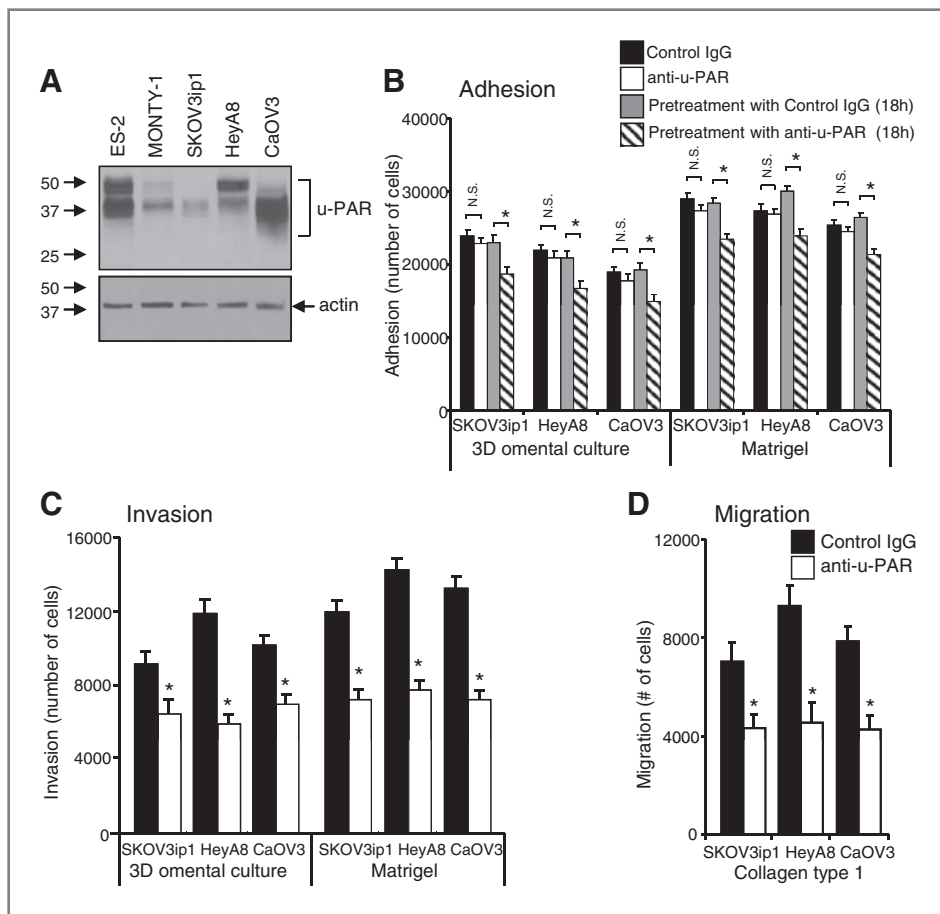 A
ES-2
MONTY-1
SKOV3ip1
HeyA8
CaOV3
50
37
25
u-PAR
50
37
actin
B
Adhesion
Control IgG
anti-u-PAR
Pretreatment with Control IgG (18h)
Pretreatment with anti-u-PAR (18h)
Adhesion (number of cells)
40000
30000
20000
10000
0
N.S. * N.S. * N.S. * N.S. * N.S. * N.S. *
SKOV3ip1 HeyA8 CaOV3 SKOV3ip1 HeyA8 CaOV3
3D omental culture Matrigel
C
Invasion
Invasion (number of cells)
16000
12000
8000
4000
0
* * * * * *
SKOV3ip1 HeyA8 CaOV3 SKOV3ip1 HeyA8 CaOV3
3D omental culture Matrigel
D
Migration
Control IgG
anti-u-PAR
Migration (# of cells)
12000
8000
4000
0
* * *
SKOV3ip1 HeyA8 CaOV3
Collagen type 1